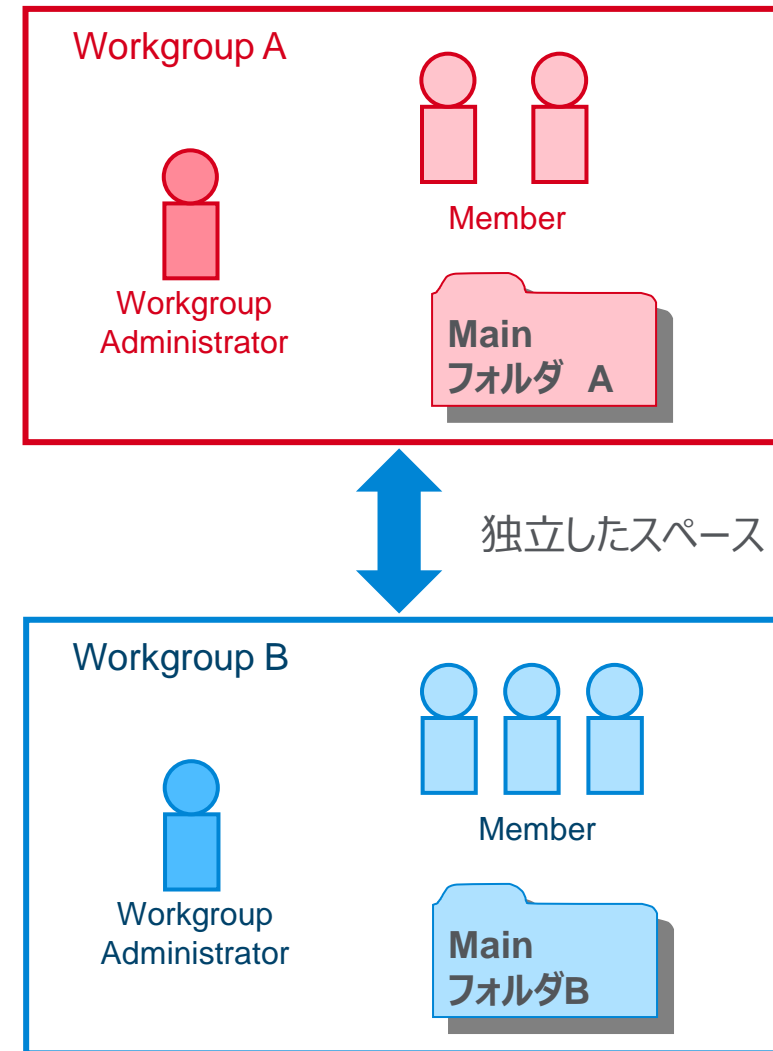 Workgroup A
Member
Workgroup
Administrator
Main
フォルダ　A
独立したスペース
Workgroup B
Member
Workgroup
Administrator
Main
フォルダB